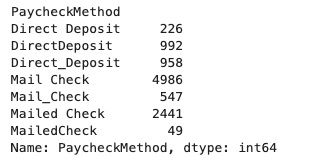 PaycheckMethod
Direct Deposit 226
DirectDeposit 992
Direct_Deposit 958
Mail Check 4986
Mail_Check 547
Mailed Check 2441
MailedCheck 49
Name: PaycheckMethod, dtype: int64